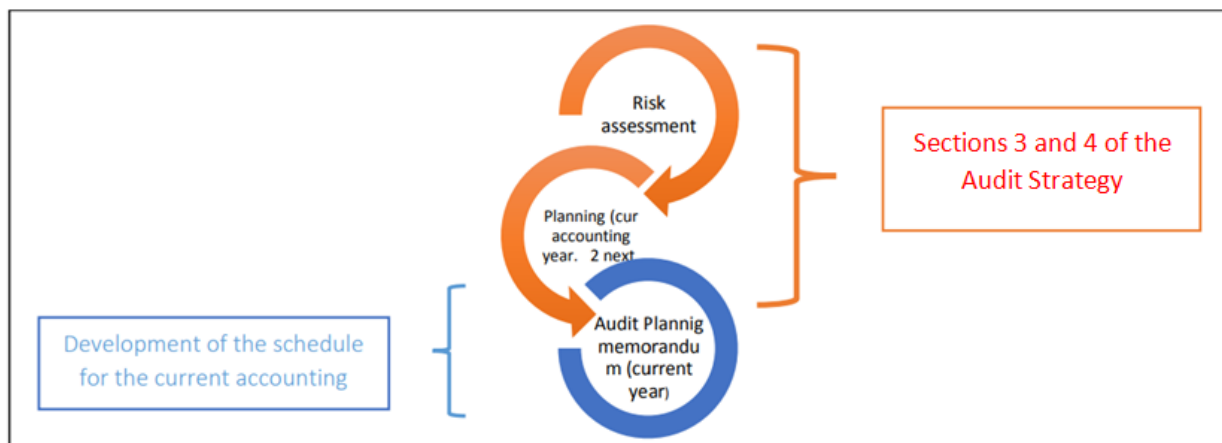 Risk
assessment
Sections 3 and 4 of the
Audit Strategy
Planning (cur
accounting
year. 2 next
Audit Plannig
memorandu
m (current
year)
Development of the schedule
for the current accounting